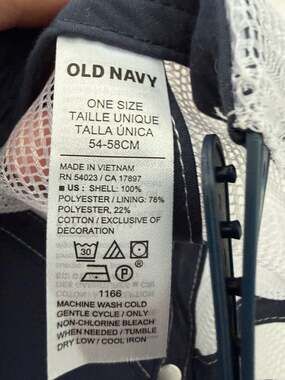 OLD NAVY
ONE SIZE
TAILLE UNIQUE
TALLA ÚNICA
54-58CM
MADE IN VIETNAM
RN 54023 / CA 17897
■ US: SHELL: 100%
POLYESTER / LINING: 78%
POLYESTER, 22%
COTTON / EXCLUSIVE OF
DECORATION
30
P
1166
MACHINE WASH COLD
GENTLE CYCLE / ONLY
NON-CHLORINE BLEACH
WHEN NEEDED / TUMBLE
DRY LOW / COOL IRON